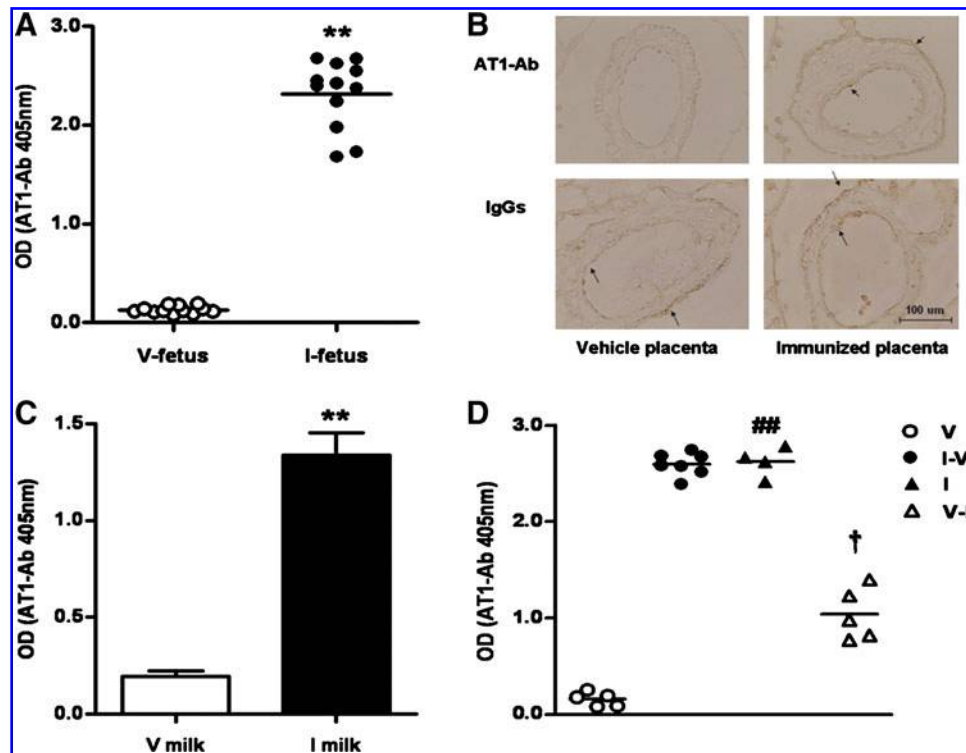 A
3.0
2.0
1.0
0.0
OD (AT1-Ab 405nm)
**
V-fetus
I-fetus
B
AT1-Ab
IgGs
100 um
Vehicle placenta
Immunized placenta
C
1.5
1.0
0.5
0.0
OD (AT1-Ab 405nm)
**
V milk
I milk
D
3.0
2.0
1.0
0.0
OD (AT1-Ab 405nm)
##
†
V
I-V
I
V-